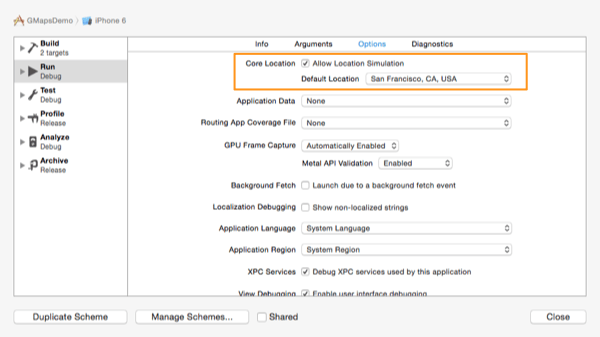 GMapsDemo 〉 iPhone 6
Build
2 targets
Run
Debug
Test
Debug
Profile
Release
Analyze
Debug
Archive
Release
Info Arguments Options Diagnostics
Core Location Allow Location Simulation
Default Location San Francisco, CA, USA
Application Data None
Routing App Coverage File None
GPU Frame Capture Automatically Enabled
Metal API Validation Enabled
Background Fetch Launch due to a background fetch event
Localization Debugging Show non-localized strings
Application Language System Language
Application Region System Region
XPC Services Debug XPC services used by this application
View Debugging Enable user interface debugging
Duplicate Scheme Manage Schemes... Shared Close